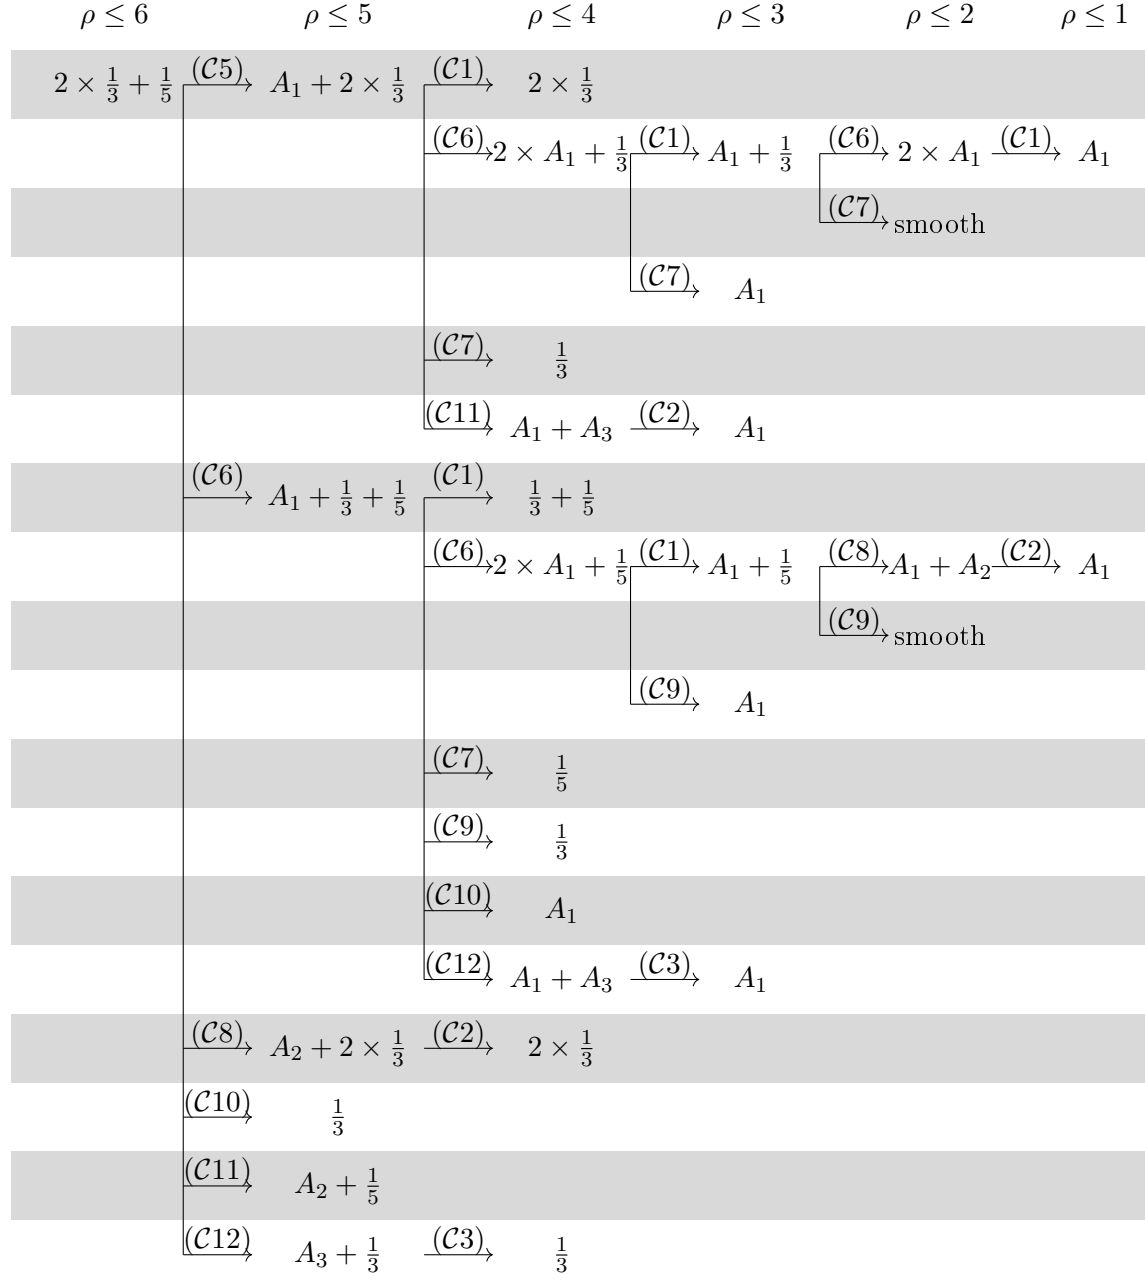 ρ ≤ 6 ρ ≤ 5 ρ ≤ 4 ρ ≤ 3 ρ ≤ 2 ρ ≤ 1
2 × 1/3 + 1/5 (𝒞5) A₁ + 2 × 1/3 (𝒞1) 2 × 1/3
(𝒞6) 2 × A₁ + 1/3 (𝒞1) A₁ + 1/3 (𝒞6) 2 × A₁ (𝒞1) A₁
(𝒞7) smooth
(𝒞7) A₁
(𝒞7) 1/3
(𝒞11) A₁ + A₃ (𝒞2) A₁
(𝒞6) A₁ + 1/3 + 1/5 (𝒞1) 1/3 + 1/5
(𝒞6) 2 × A₁ + 1/5 (𝒞1) A₁ + 1/5 (𝒞8) A₁ + A₂ (𝒞2) A₁
(𝒞9) smooth
(𝒞9) A₁
(𝒞7) 1/5
(𝒞9) 1/3
(𝒞10) A₁
(𝒞12) A₁ + A₃ (𝒞3) A₁
(𝒞8) A₂ + 2 × 1/3 (𝒞2) 2 × 1/3
(𝒞10) 1/3
(𝒞11) A₂ + 1/5
(𝒞12) A₃ + 1/3 (𝒞3) 1/3